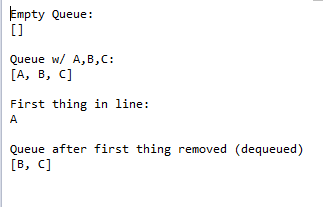 Empty Queue:
[]
Queue w/ A,B,C:
[A, B, C]
First thing in line:
A
Queue after first thing removed (dequeued)
[B, C]